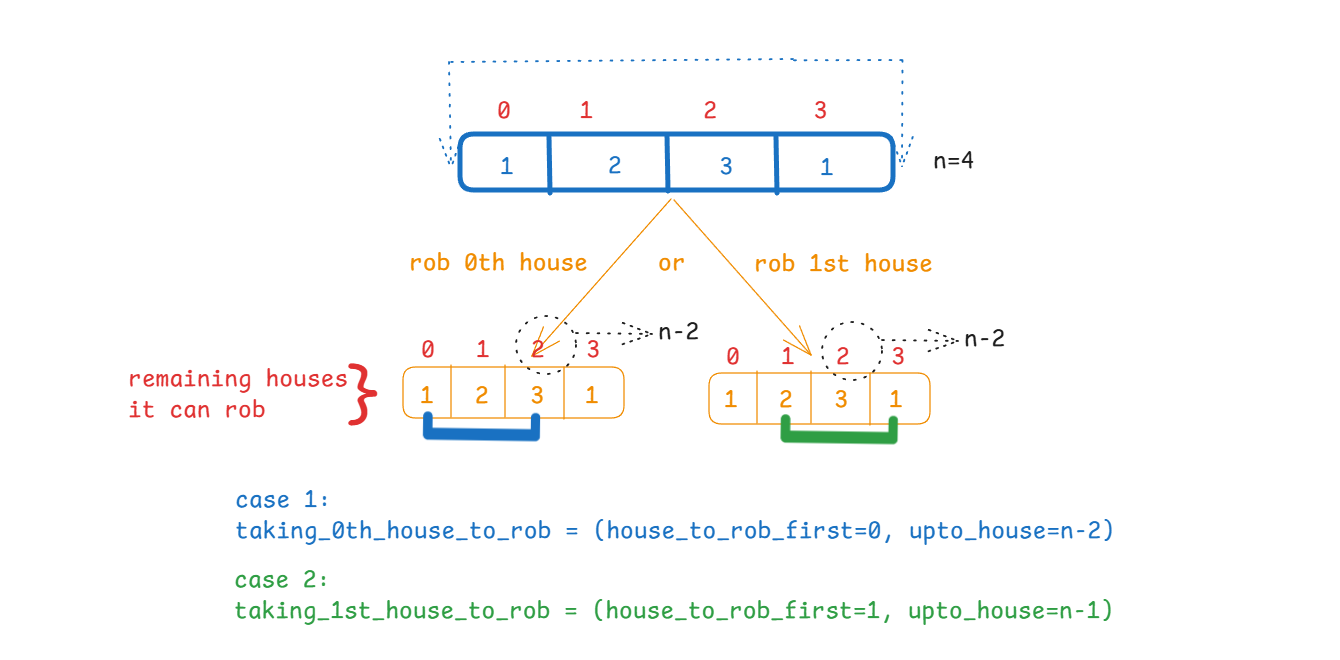 0 1 2 3
1 2 3 1 n=4
rob 0th house or rob 1st house
n-2 n-2
0 1 2 3 0 1 2 3
remaining houses
it can rob
1 2 3 1 1 2 3 1
case 1:
taking_0th_house_to_rob = (house_to_rob_first=0, upto_house=n-2)
case 2:
taking_1st_house_to_rob = (house_to_rob_first=1, upto_house=n-1)